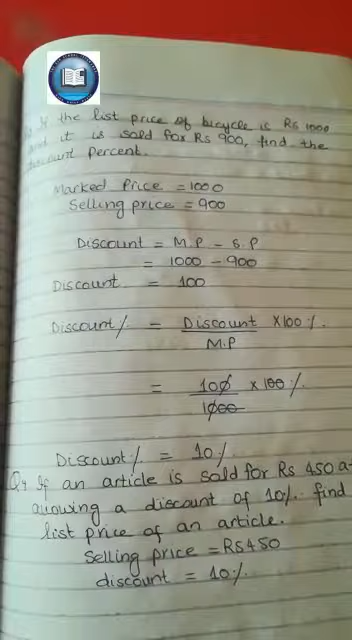 If the list price of bicycle is Rs 1000
and it is sold for Rs 900, find the
discount percent.
Marked Price = 1000
Selling price = 900
Discount = M.P - S.P
= 1000 - 900
Discount = 100
Discount% = Discount × 100%.
M.P
= 100 × 100%.
1000
Discount% = 10%
Q4 If an article is sold for Rs 450 a
allowing a discount of 10%. find
list price of an article.
Selling price = RS 450
discount = 10%.